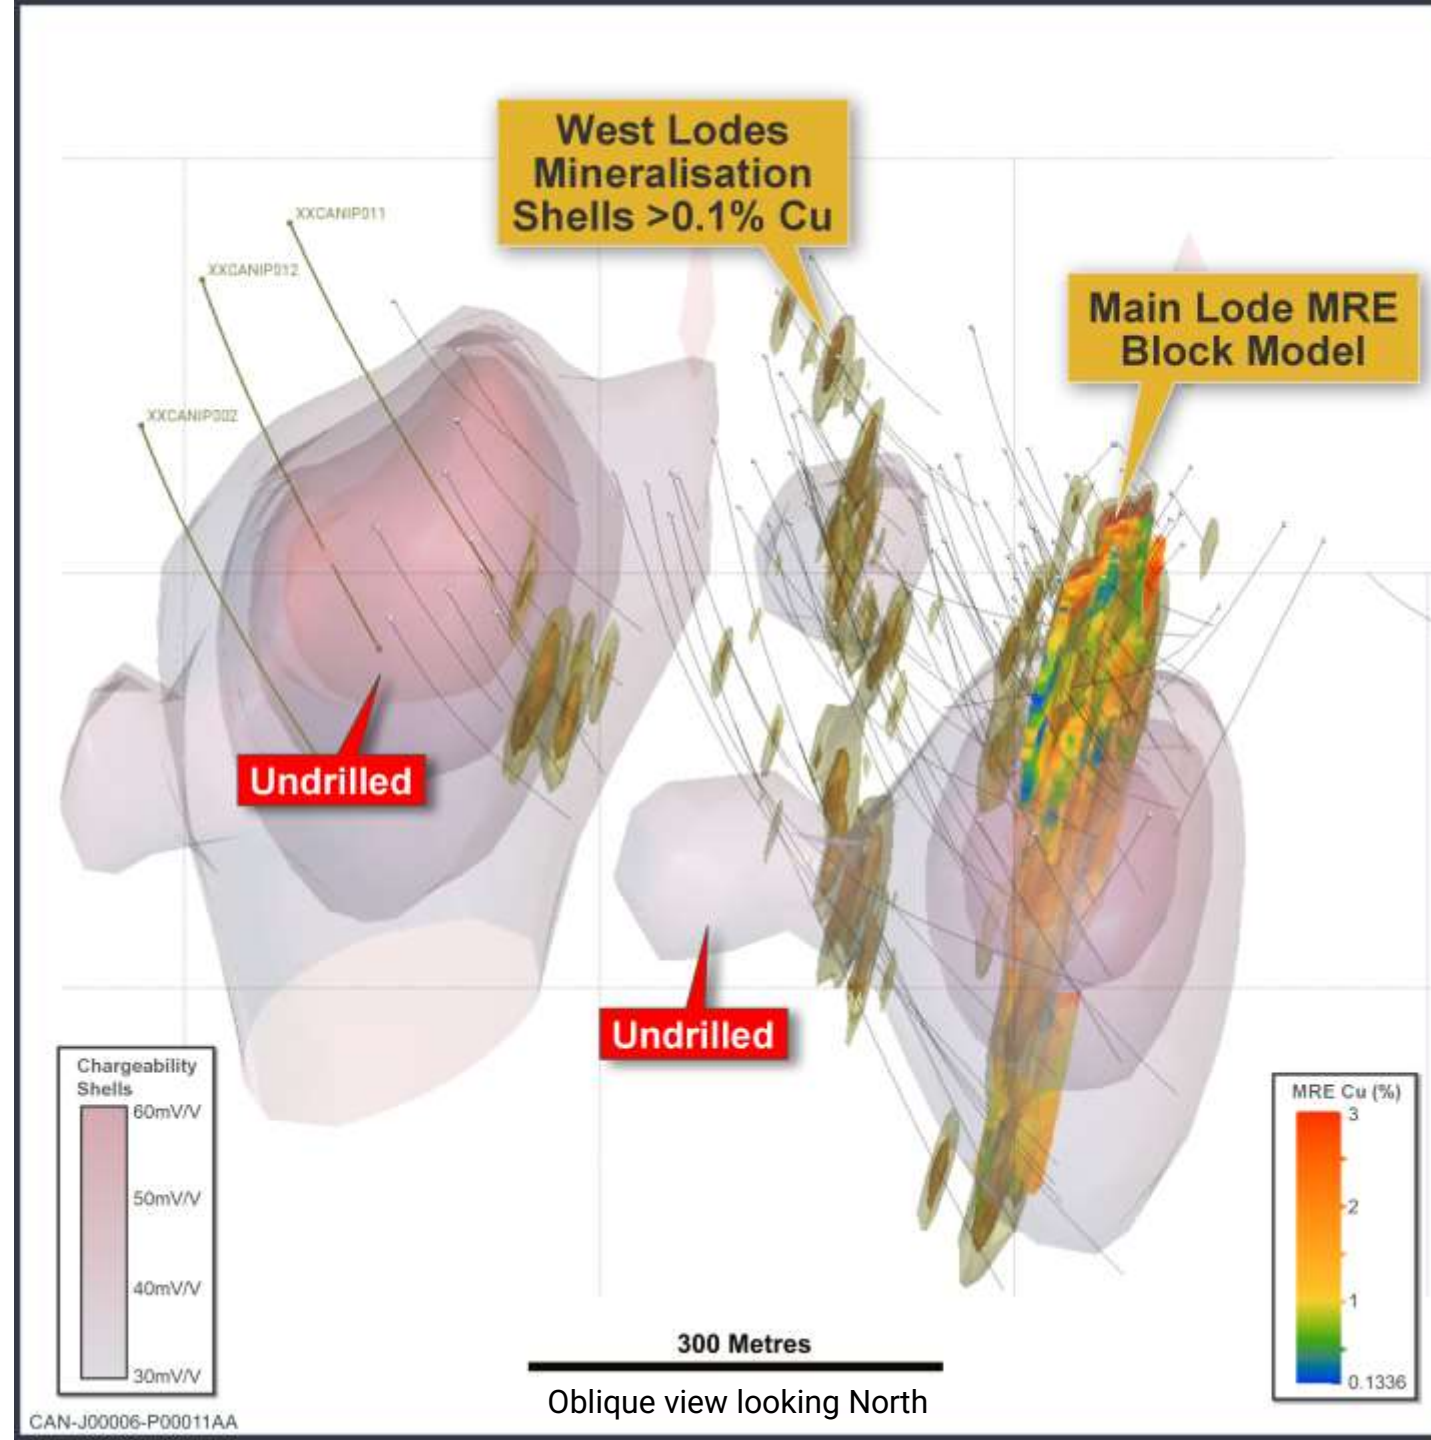 West Lodes
Mineralisation
Shells >0.1% Cu
XXCANIP011
XXCANIP012
Main Lode MRE
Block Model
XXCANIP002
Undrilled
Undrilled
Chargeability
Shells
60mV/V
50mV/V
40mV/V
30mV/V
MRE Cu (%)
3
2
1
0.1336
300 Metres
Oblique view looking North
CAN-J00006-P00011AA